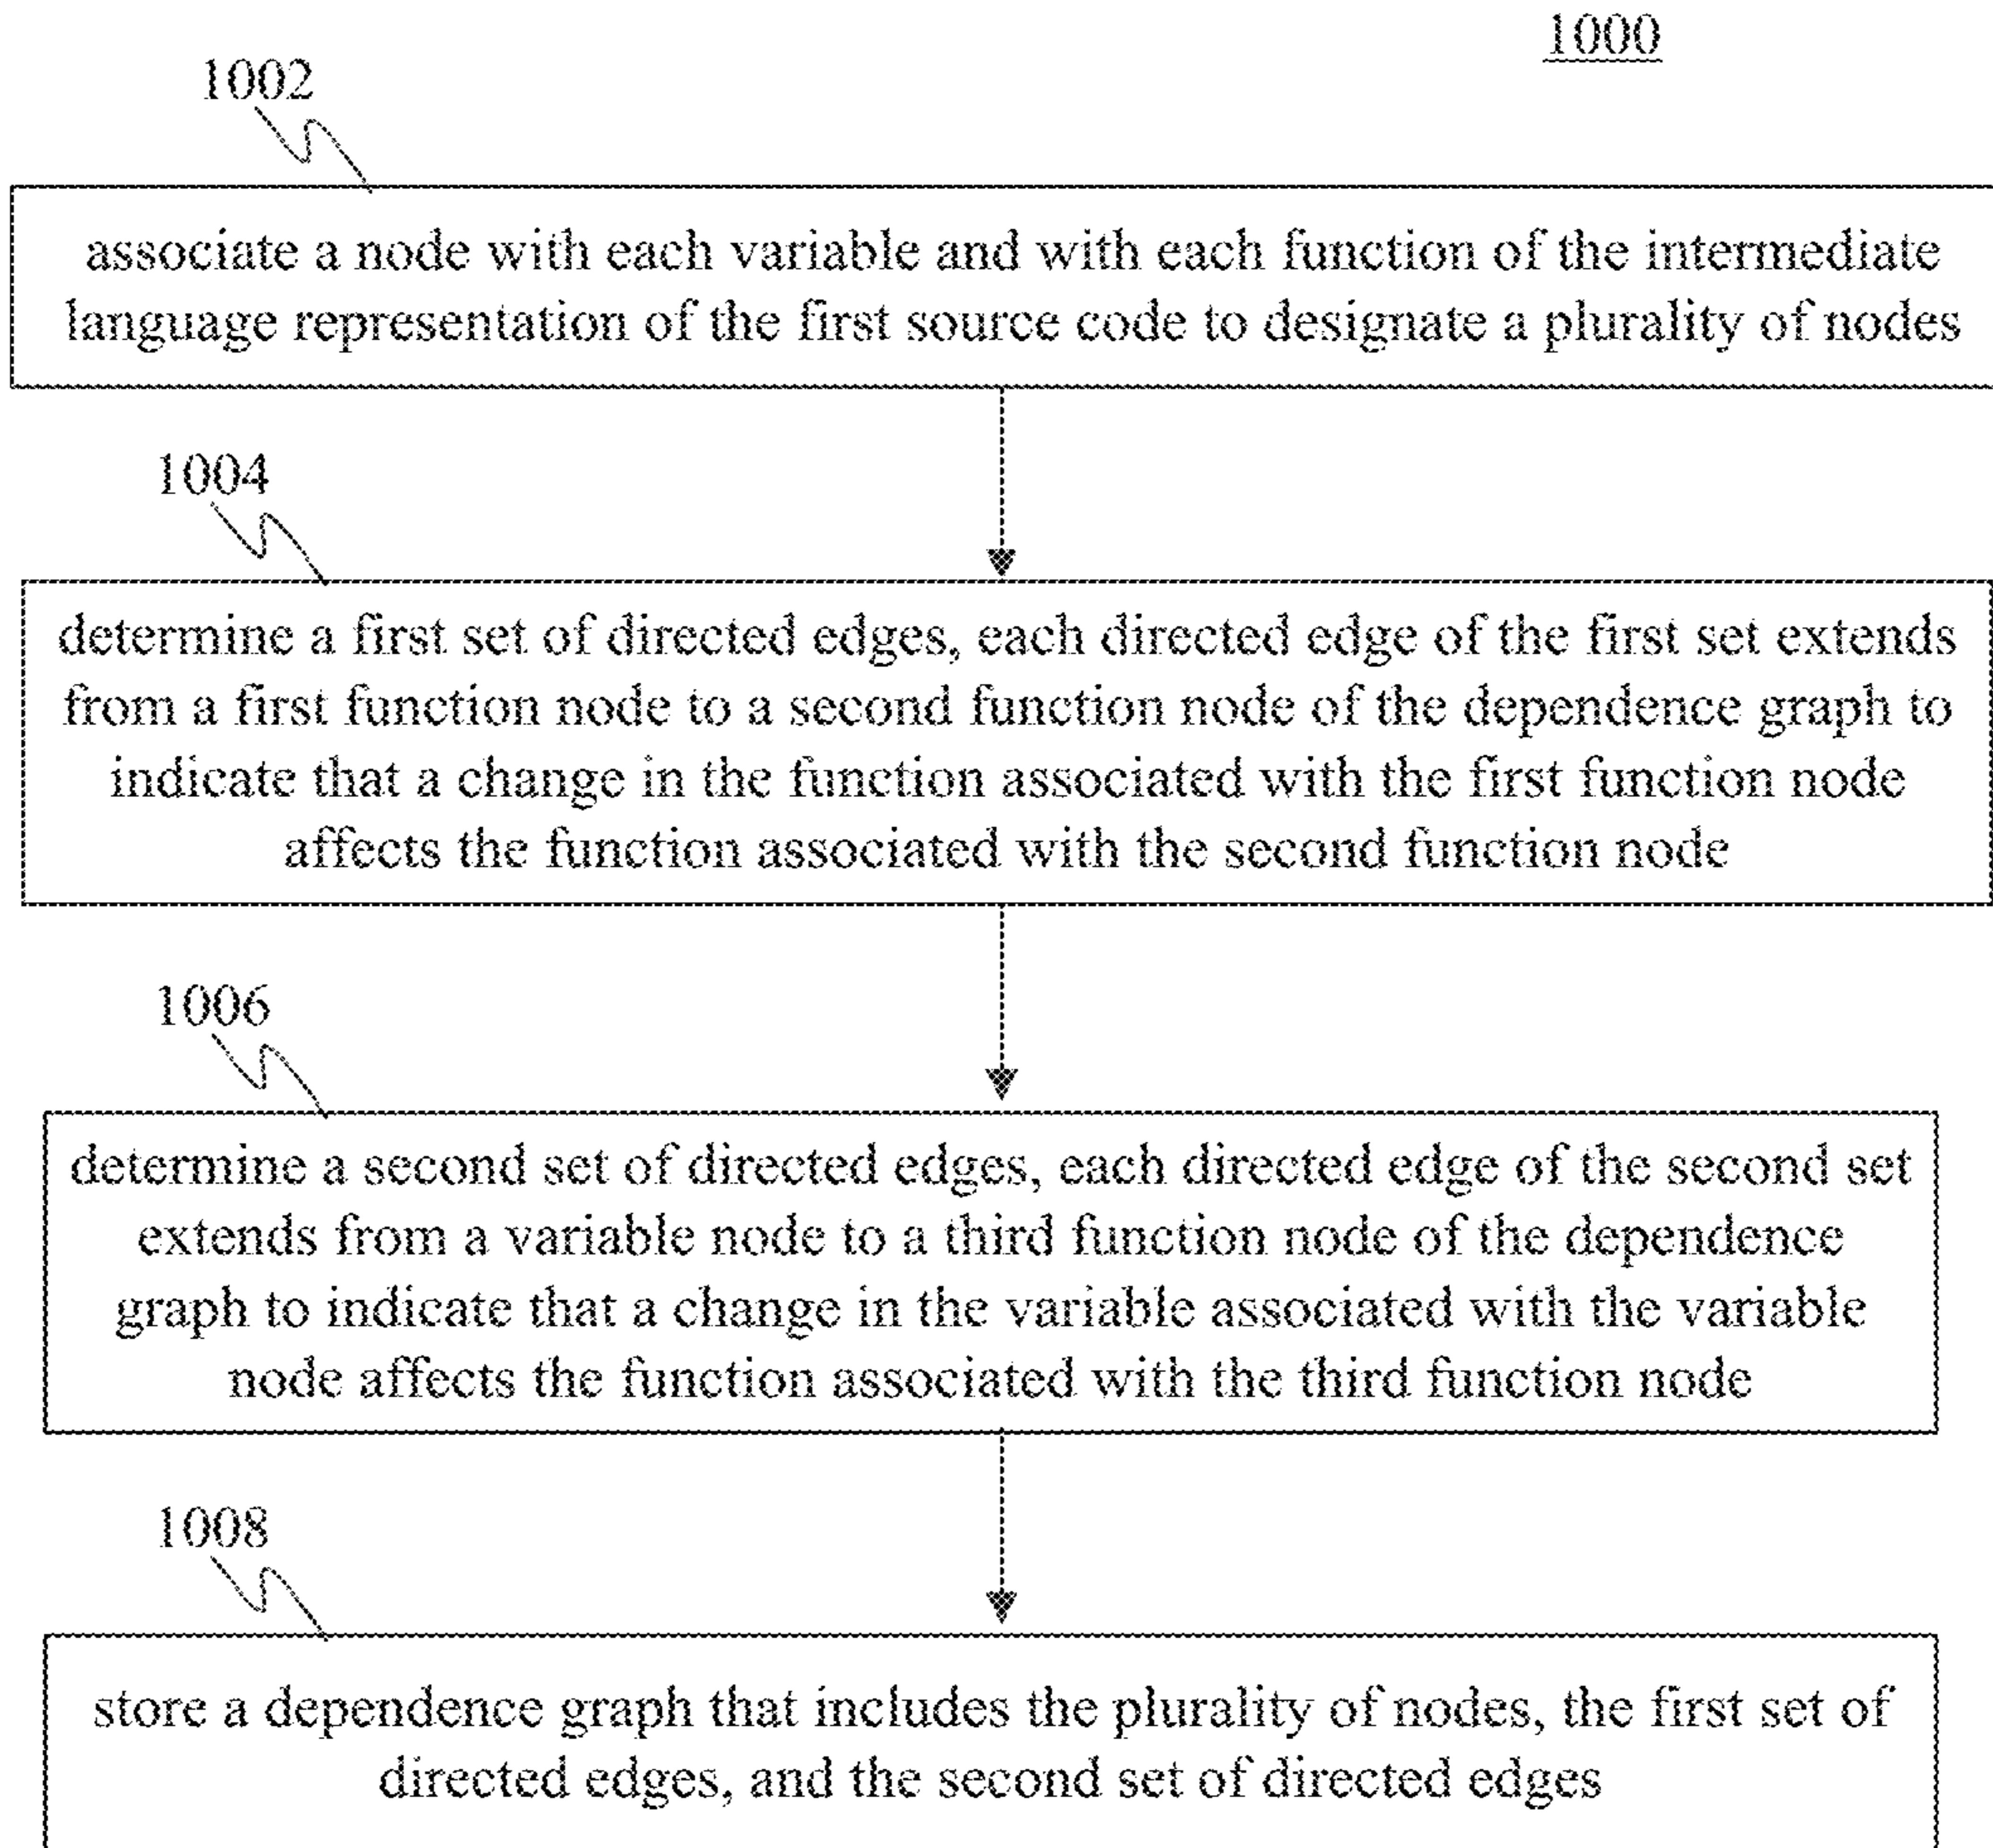 1000
1002
associate a node with each variable and with each function of the intermediate
language representation of the first source code to designate a plurality of nodes
1004
determine a first set of directed edges, each directed edge of the first set extends
from a first function node to a second function node of the dependence graph to
indicate that a change in the function associated with the first function node
affects the function associated with the second function node
1006
determine a second set of directed edges, each directed edge of the second set
extends from a variable node to a third function node of the dependence
graph to indicate that a change in the variable associated with the variable
node affects the function associated with the third function node
1008
store a dependence graph that includes the plurality of nodes, the first set of
directed edges, and the second set of directed edges